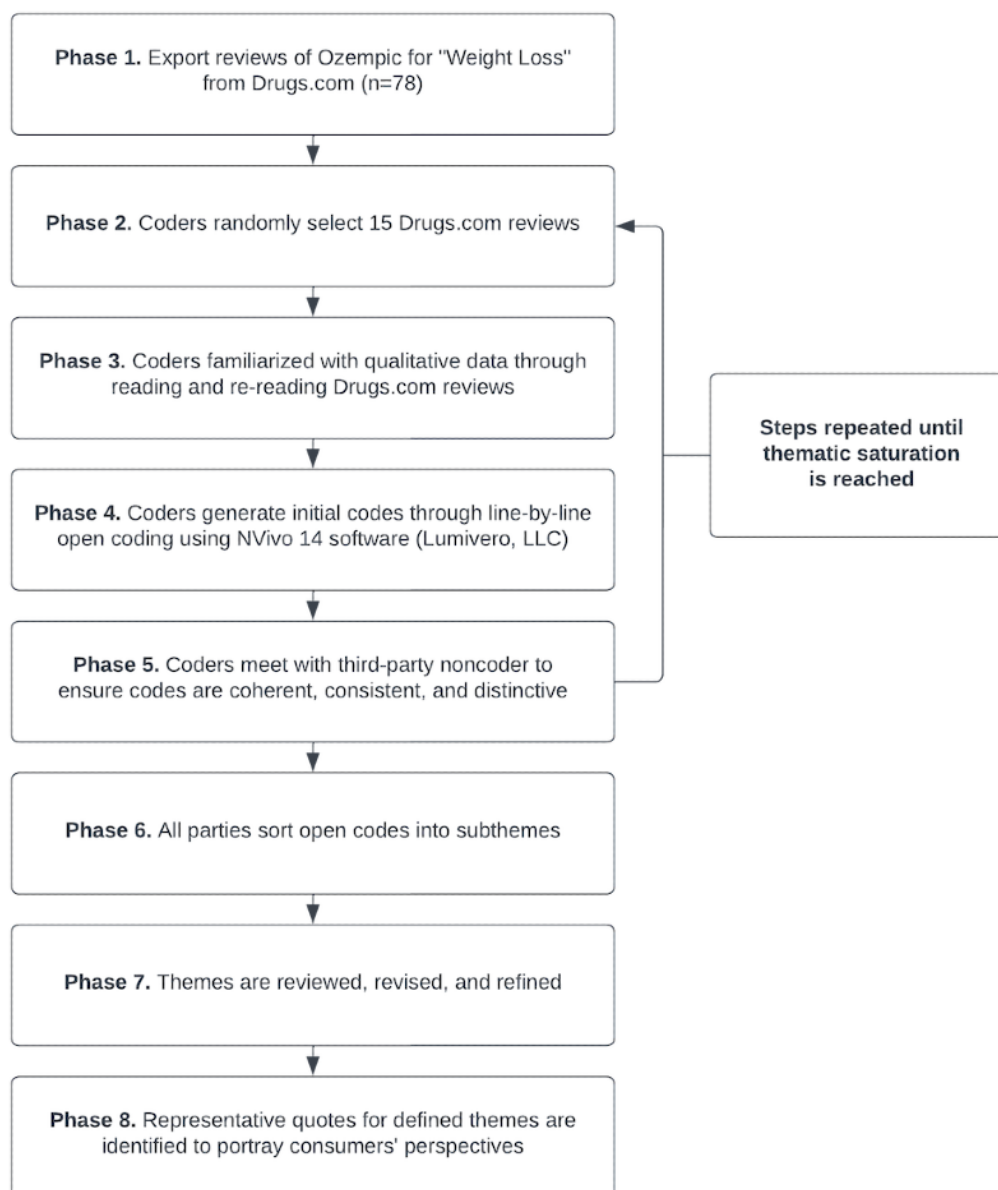 Phase 1. Export reviews of Ozempic for "Weight Loss"
from Drugs.com (n=78)
Phase 2. Coders randomly select 15 Drugs.com reviews
Phase 3. Coders familiarized with qualitative data through
reading and re-reading Drugs.com reviews
Phase 4. Coders generate initial codes through line-by-line
open coding using NVivo 14 software (Lumivero, LLC)
Phase 5. Coders meet with third-party noncoder to
ensure codes are coherent, consistent, and distinctive
Steps repeated until
thematic saturation
is reached
Phase 6. All parties sort open codes into subthemes
Phase 7. Themes are reviewed, revised, and refined
Phase 8. Representative quotes for defined themes are
identified to portray consumers' perspectives